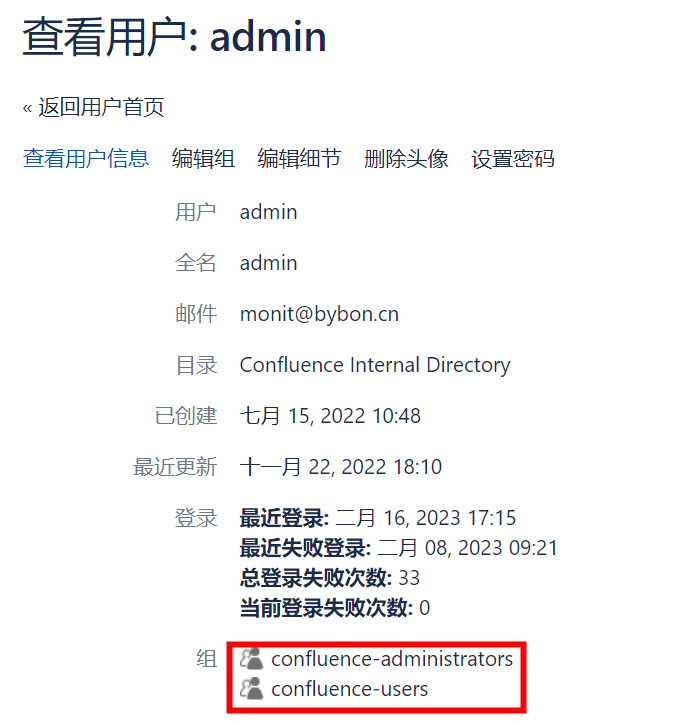 查看用户: admin
« 返回用户首页
查看用户信息 编辑组 编辑细节 删除头像 设置密码
用户 admin
全名 admin
邮件 monit@bybon.cn
目录 Confluence Internal Directory
已创建 七月 15, 2022 10:48
最近更新 十一月 22, 2022 18:10
登录 最近登录: 二月 16, 2023 17:15
最近失败登录: 二月 08, 2023 09:21
总登录失败次数: 33
当前登录失败次数: 0
组 confluence-administrators
confluence-users